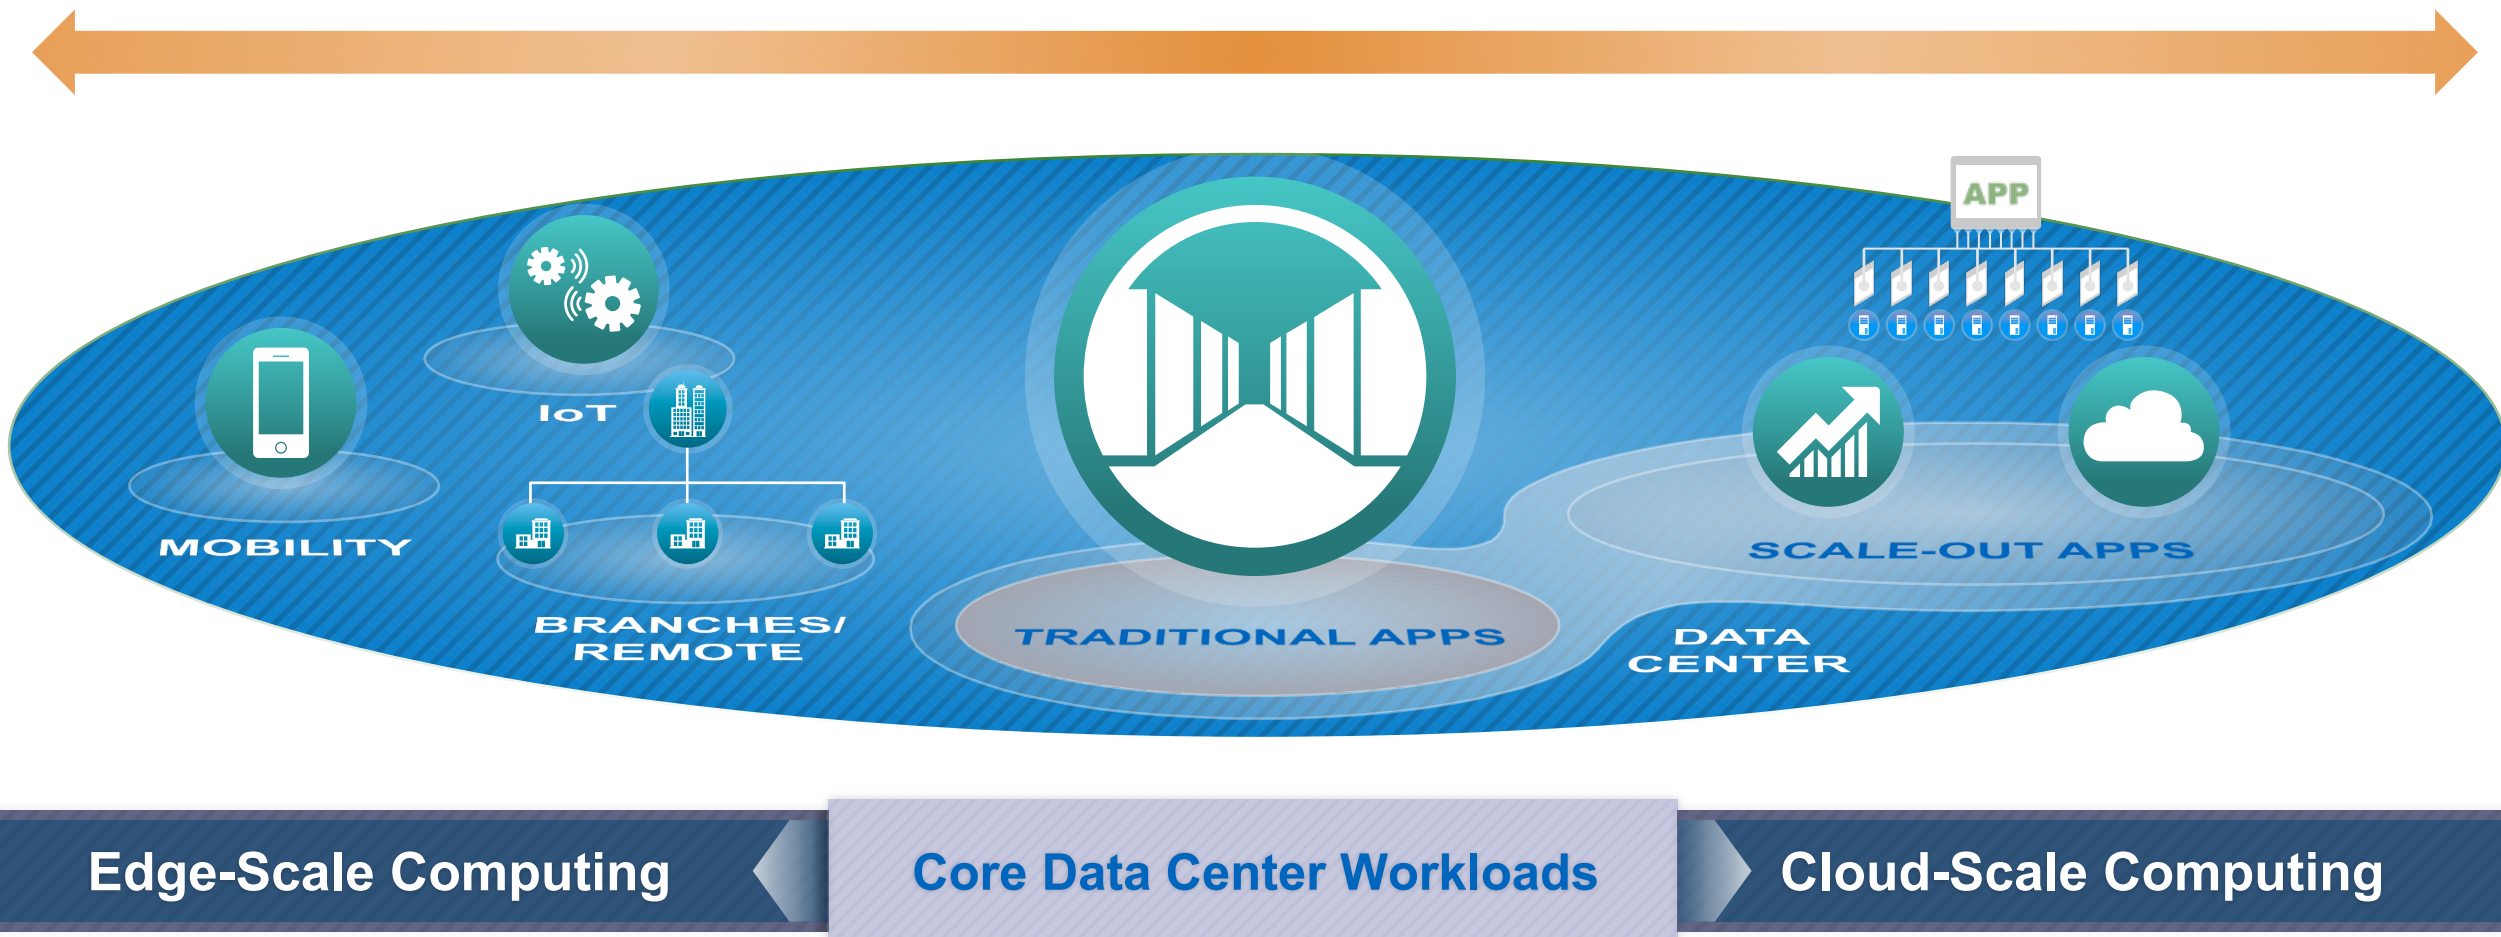 APP
IoT
MOBILITY
SCALE-OUT APPS
BRANCHES/
REMOTE
TRADITIONAL APPS
DATA
CENTER
Edge-Scale Computing
Core Data Center Workloads
Cloud-Scale Computing